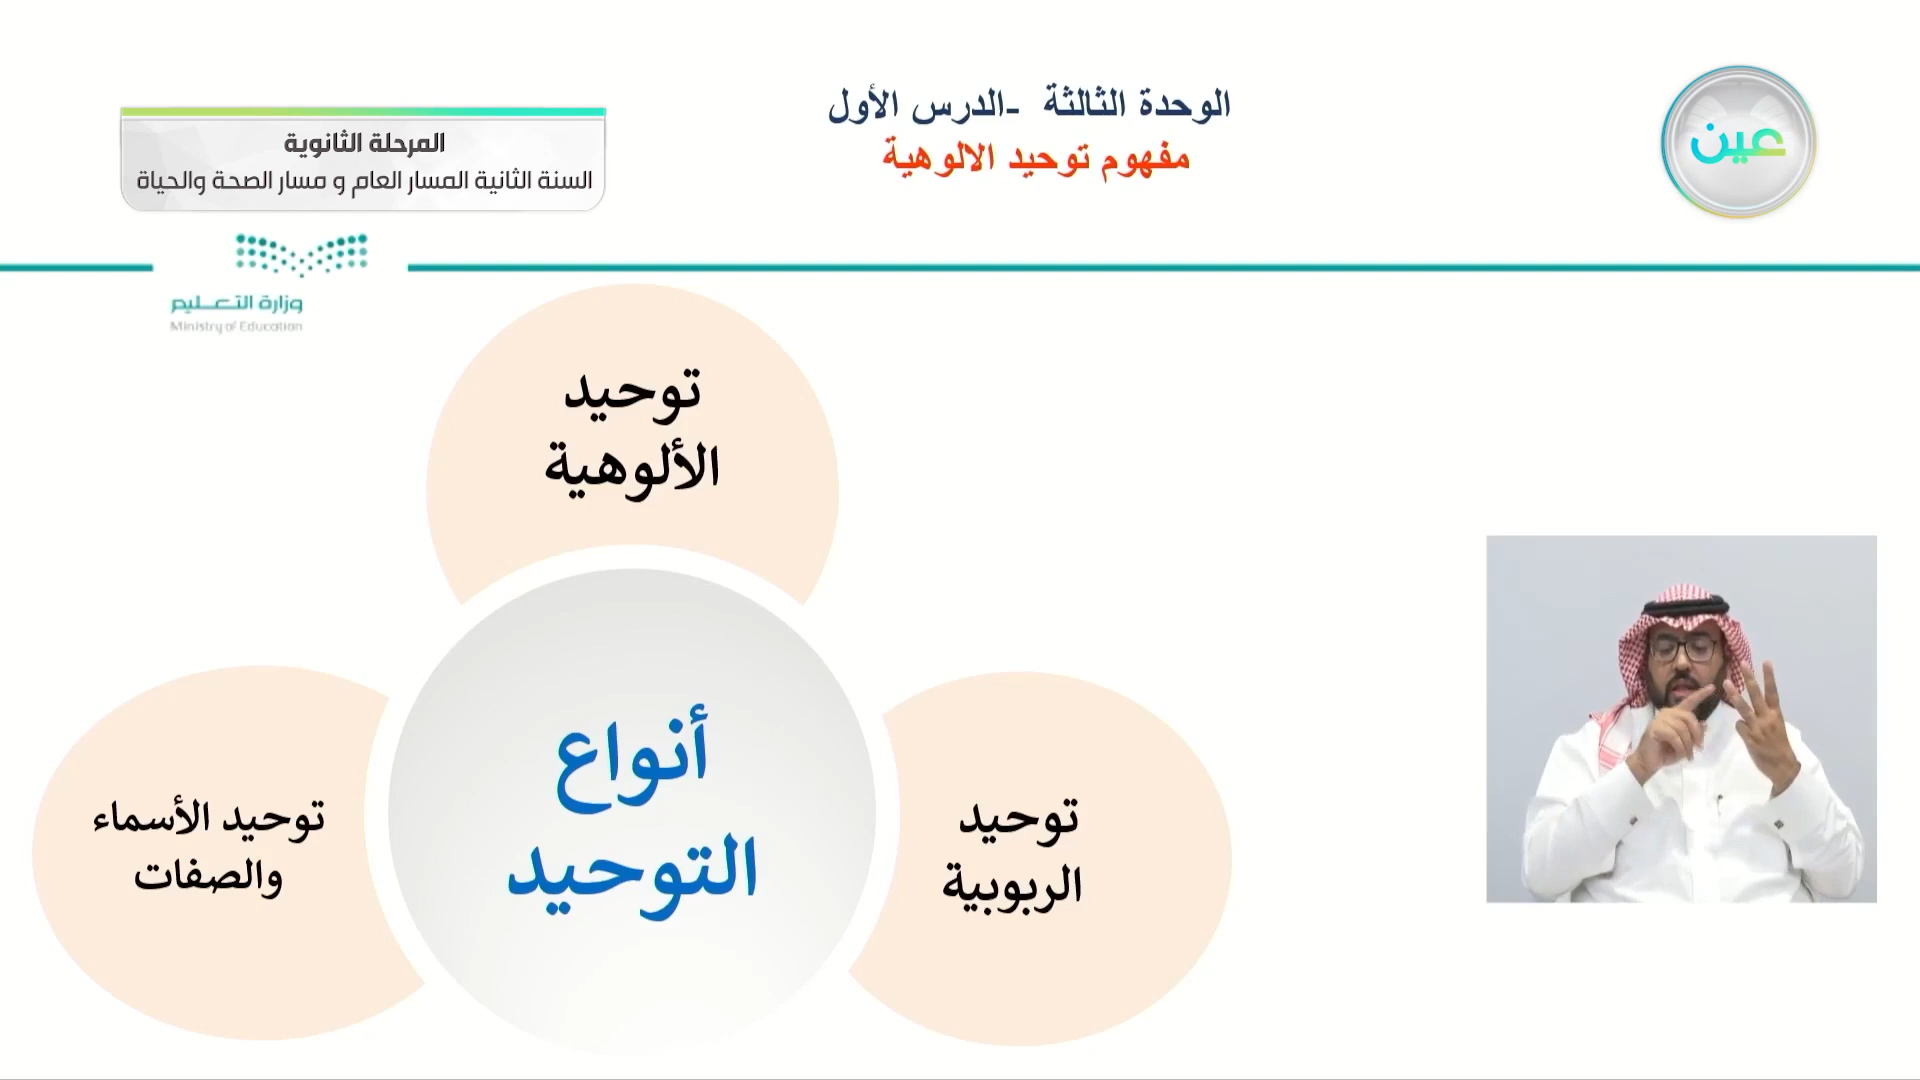 الوحدة الثالثة -الدرس الأول
مفهوم توحيد الالوهية
عين
المرحلة الثانوية
السنة الثانية المسار العام و مسار الصحة والحياة
وزارة التعليم
Ministry of Education
توحيد
الألوهية
أنواع
التوحيد
توحيد
الربوبية
توحيد الأسماء
والصفات